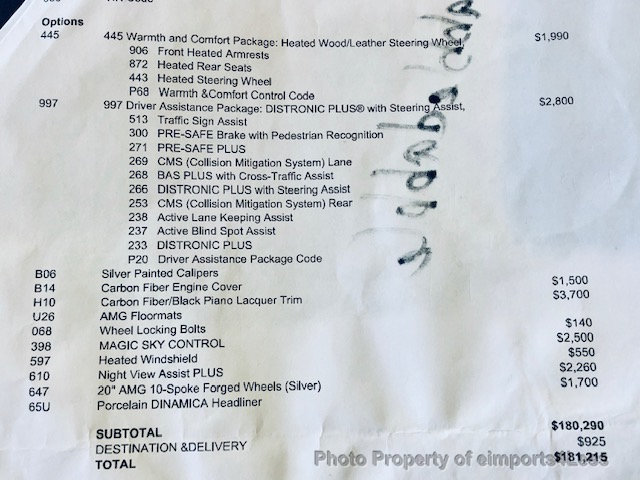 Code
Options
445 445 Warmth and Comfort Package: Heated Wood/Leather Steering Wheel, $1,990
906 Front Heated Armrests
872 Heated Rear Seats
443 Heated Steering Wheel
P68 Warmth &Comfort Control Code
997 997 Driver Assistance Package: DISTRONIC PLUS® with Steering Assist, $2,800
513 Traffic Sign Assist
300 PRE-SAFE Brake with Pedestrian Recognition
271 PRE-SAFE PLUS
269 CMS (Collision Mitigation System) Lane
268 BAS PLUS with Cross-Traffic Assist
266 DISTRONIC PLUS with Steering Assist
253 CMS (Collision Mitigation System) Rear
238 Active Lane Keeping Assist
237 Active Blind Spot Assist
233 DISTRONIC PLUS
P20 Driver Assistance Package Code
B06 Silver Painted Calipers
B14 Carbon Fiber Engine Cover $1,500
H10 Carbon Fiber/Black Piano Lacquer Trim $3,700
U26 AMG Floormats
068 Wheel Locking Bolts $140
398 MAGIC SKY CONTROL $2,500
597 Heated Windshield $550
610 Night View Assist PLUS $2,260
647 20" AMG 10-Spoke Forged Wheels (Silver) $1,700
65U Porcelain DINAMICA Headliner
SUBTOTAL $180,290
DESTINATION &DELIVERY $925
TOTAL $181,215
Photo Property of eimports4Less